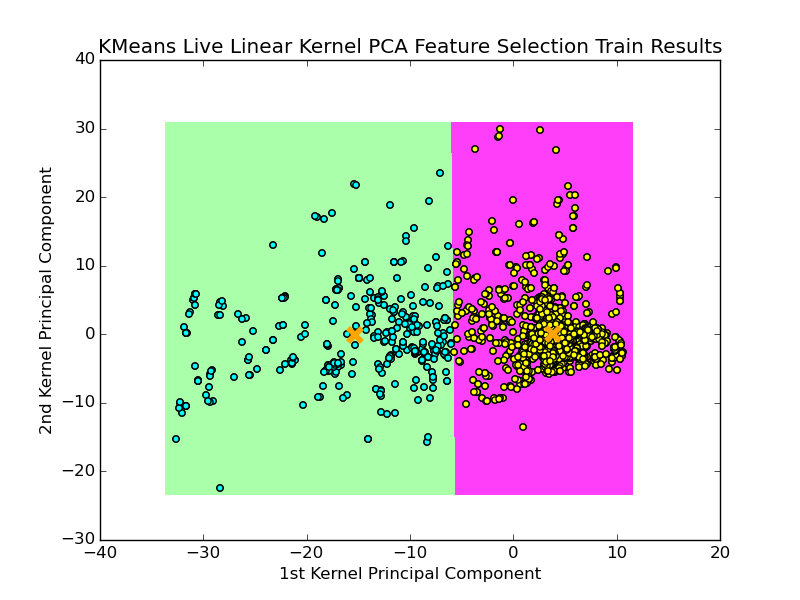 KMeans Live Linear Kernel PCA Feature Selection Train Results
40
30
20
10
0
−10
−20
−30
−40 −30 −20 −10 0 10 20
2nd Kernel Principal Component
1st Kernel Principal Component